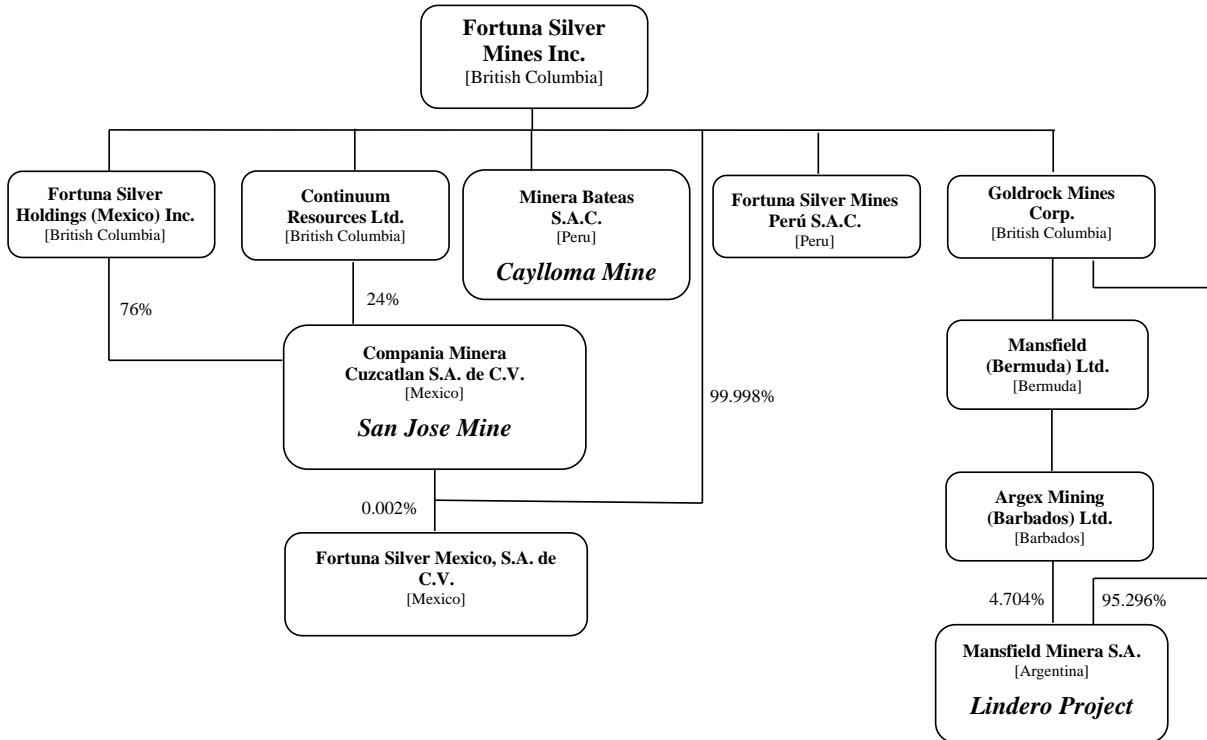 Fortuna Silver
Mines Inc.
[British Columbia]
Fortuna Silver
Holdings (Mexico) Inc.
[British Columbia]
Continuum
Resources Ltd.
[British Columbia]
Minera Bateas
S.A.C.
[Peru]
Caylloma Mine
Fortuna Silver Mines
Perú S.A.C.
[Peru]
Goldrock Mines
Corp.
[British Columbia]
76%
24%
Compania Minera
Cuzcatlan S.A. de C.V.
[Mexico]
San Jose Mine
99.998%
Mansfield
(Bermuda) Ltd.
[Bermuda]
0.002%
Fortuna Silver Mexico, S.A. de
C.V.
[Mexico]
Argex Mining
(Barbados) Ltd.
[Barbados]
4.704%
95.296%
Mansfield Minera S.A.
[Argentina]
Lindero Project